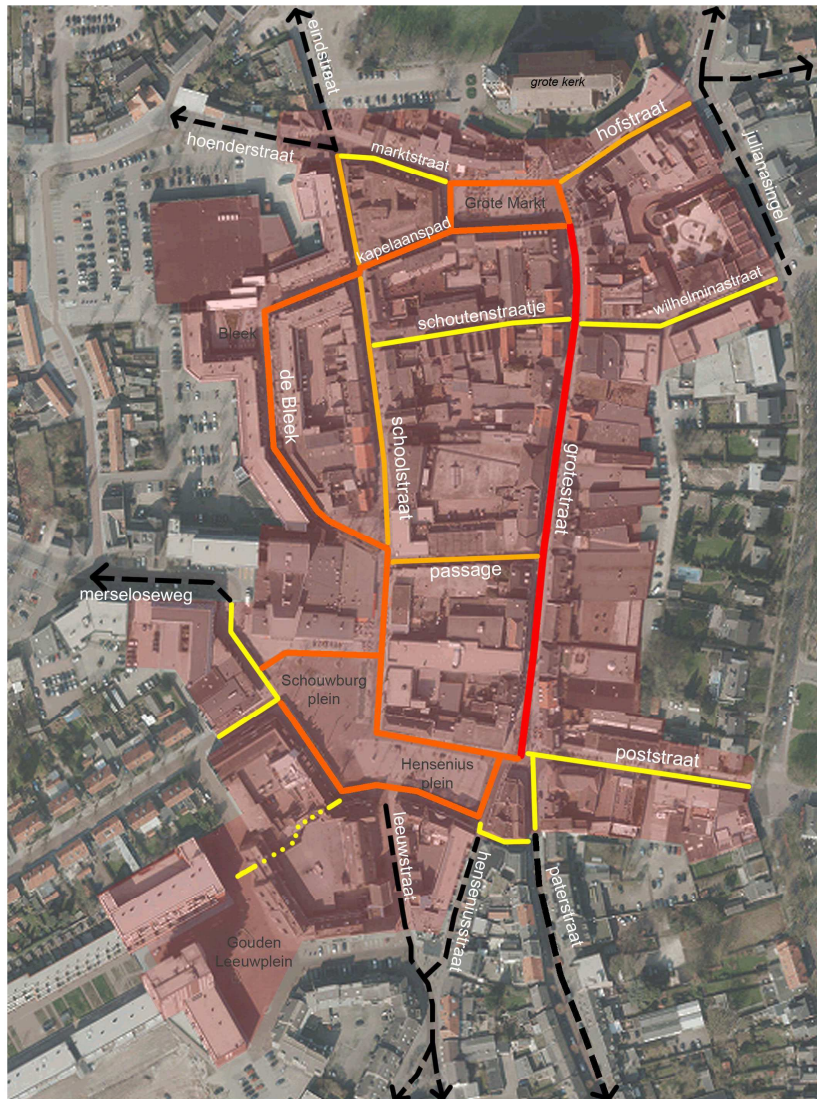 eindstraat
grote kerk
hoenderstraat
marktstraat
hofstraat
julianasingel
Grote Markt
kapelaanspad
wilhelminastraat
schoutenstraatje
Bleek
de Bleek
schoolstraat
grotestraat
passage
merseloseweg
Schouwburg
plein
Hensenius
plein
poststraat
leeuwstraat
henseniusstraat
paterstraat
Gouden
Leeuwplein